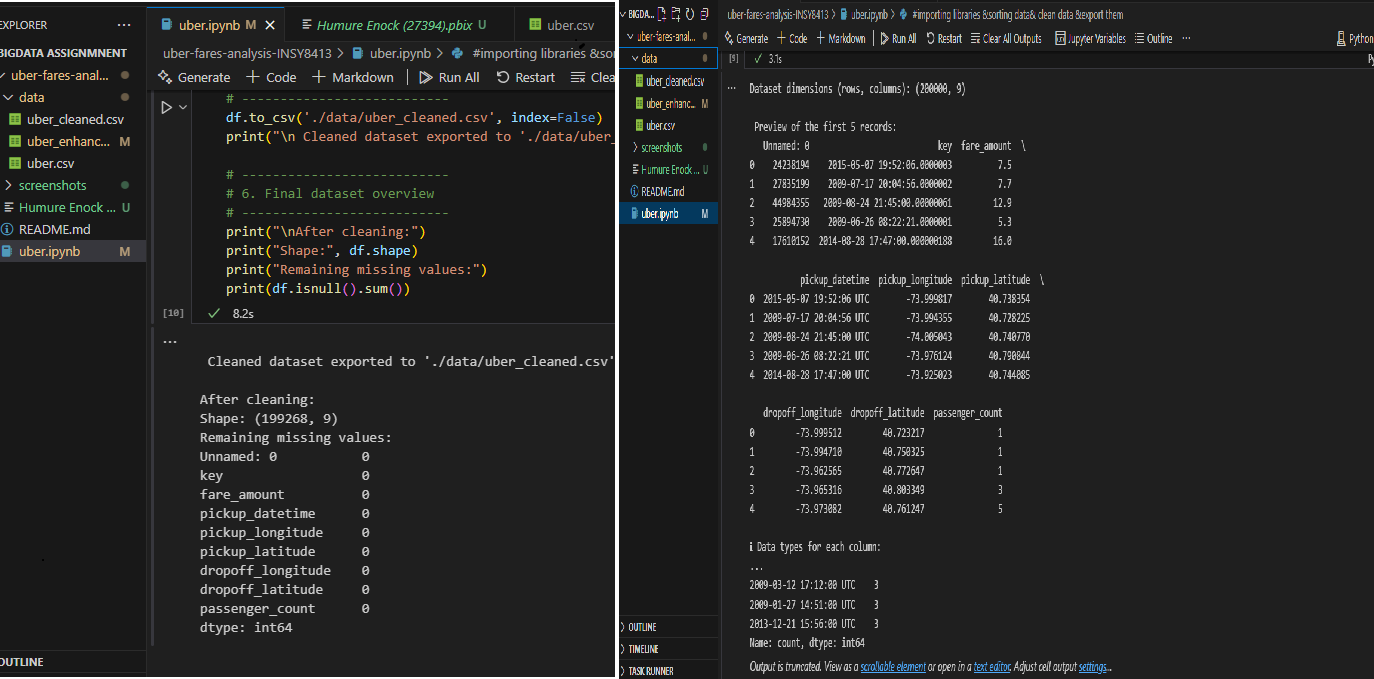 EXPLORER
...
BIGDATA ASSIGNMNENT
uber-fares-anal...
data
uber_cleaned.csv
uber_enhanc... M
uber.csv
screenshots
Humure Enock ... U
README.md
uber.ipynb M
OUTLINE
uber.ipynb M
Humure Enock (27394).pbix U
uber.csv
uber-fares-analysis-INSY8413 > uber.ipynb > #importing libraries &sor
Generate + Code + Markdown Run All Restart Clea
# ---------------------------
df.to_csv('./data/uber_cleaned.csv', index=False)
print("\n Cleaned dataset exported to './data/uber_
# ---------------------------
# 6. Final dataset overview
# ---------------------------
print("\nAfter cleaning:")
print("Shape:", df.shape)
print("Remaining missing values:")
print(df.isnull().sum())
[10] 8.2s
...
Cleaned dataset exported to './data/uber_cleaned.csv'
After cleaning:
Shape: (199268, 9)
Remaining missing values:
Unnamed: 0 0
key 0
fare_amount 0
pickup_datetime 0
pickup_longitude 0
pickup_latitude 0
dropoff_longitude 0
dropoff_latitude 0
passenger_count 0
dtype: int64
BIGDA...
uber-fares-anal...
data
uber_cleaned.csv
uber_enhanc... M
uber.csv
screenshots
Humure Enock ... U
README.md
uber.ipynb M
OUTLINE
TIMELINE
TASK RUNNER
uber-fares-analysis-INSY8413 > uber.ipynb > #importing libraries &sorting data& clean data &export them
Generate + Code + Markdown Run All Restart Clear All Outputs Jupyter Variables Outline ... Python
[9] 3.1s Py
... Dataset dimensions (rows, columns): (200000, 9)
Preview of the first 5 records:
Unnamed: 0 key fare_amount \
0 24238194 2015-05-07 19:52:06.0000003 7.5
1 27835199 2009-07-17 20:04:56.0000002 7.7
2 44984355 2009-08-24 21:45:00.00000061 12.9
3 25894730 2009-06-26 08:22:21.0000001 5.3
4 17610152 2014-08-28 17:47:00.000000188 16.0
pickup_datetime pickup_longitude pickup_latitude \
0 2015-05-07 19:52:06 UTC -73.999817 40.738354
1 2009-07-17 20:04:56 UTC -73.994355 40.728225
2 2009-08-24 21:45:00 UTC -74.005043 40.740770
3 2009-06-26 08:22:21 UTC -73.976124 40.790844
4 2014-08-28 17:47:00 UTC -73.925023 40.744085
dropoff_longitude dropoff_latitude passenger_count
0 -73.999512 40.723217 1
1 -73.994710 40.750325 1
2 -73.962565 40.772647 1
3 -73.965316 40.803349 3
4 -73.973082 40.761247 5
ℹ Data types for each column:
...
2009-03-12 17:12:00 UTC 3
2009-01-27 14:51:00 UTC 3
2013-12-21 15:56:00 UTC 3
Name: count, dtype: int64
Output is truncated. View as a scrollable element or open in a text editor. Adjust cell output settings...